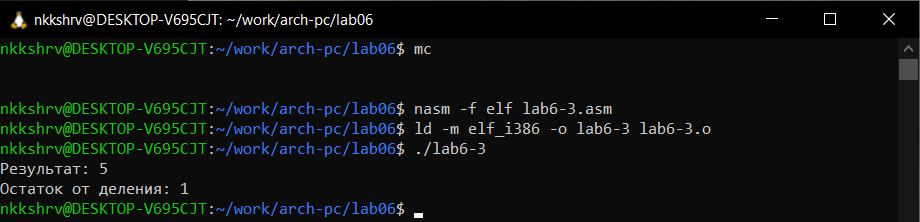 nkkshrv@DESKTOP-V695CJT: ~/work/arch-pc/lab06
nkkshrv@DESKTOP-V695CJT:~/work/arch-pc/lab06$ mc
nkkshrv@DESKTOP-V695CJT:~/work/arch-pc/lab06$ nasm -f elf lab6-3.asm
nkkshrv@DESKTOP-V695CJT:~/work/arch-pc/lab06$ ld -m elf_i386 -o lab6-3 lab6-3.o
nkkshrv@DESKTOP-V695CJT:~/work/arch-pc/lab06$ ./lab6-3
Результат: 5
Остаток от деления: 1
nkkshrv@DESKTOP-V695CJT:~/work/arch-pc/lab06$